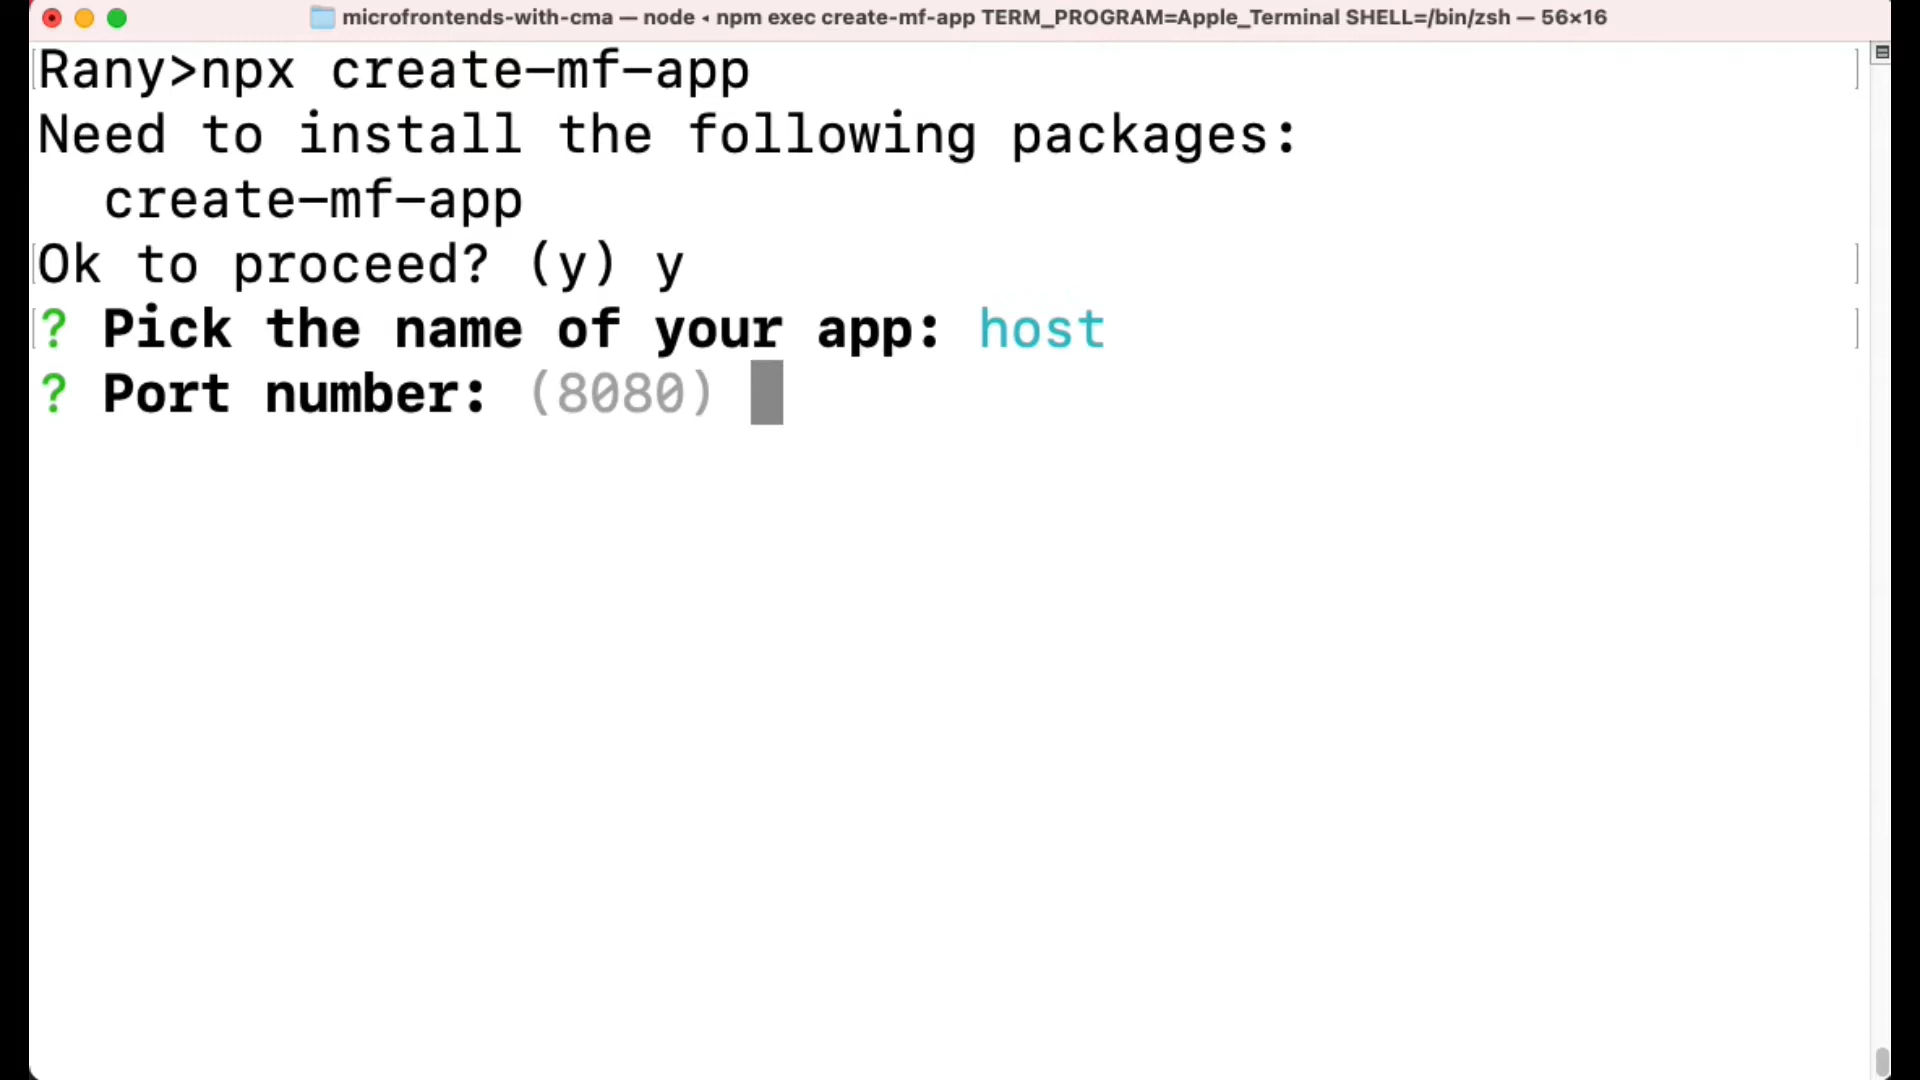 microfrontends-with-cma — node ◂ npm exec create-mf-app TERM_PROGRAM=Apple_Terminal SHELL=/bin/zsh — 56×16
Rany>npx create-mf-app
Need to install the following packages:
  create-mf-app
Ok to proceed? (y) y
? Pick the name of your app: host
? Port number: (8080)